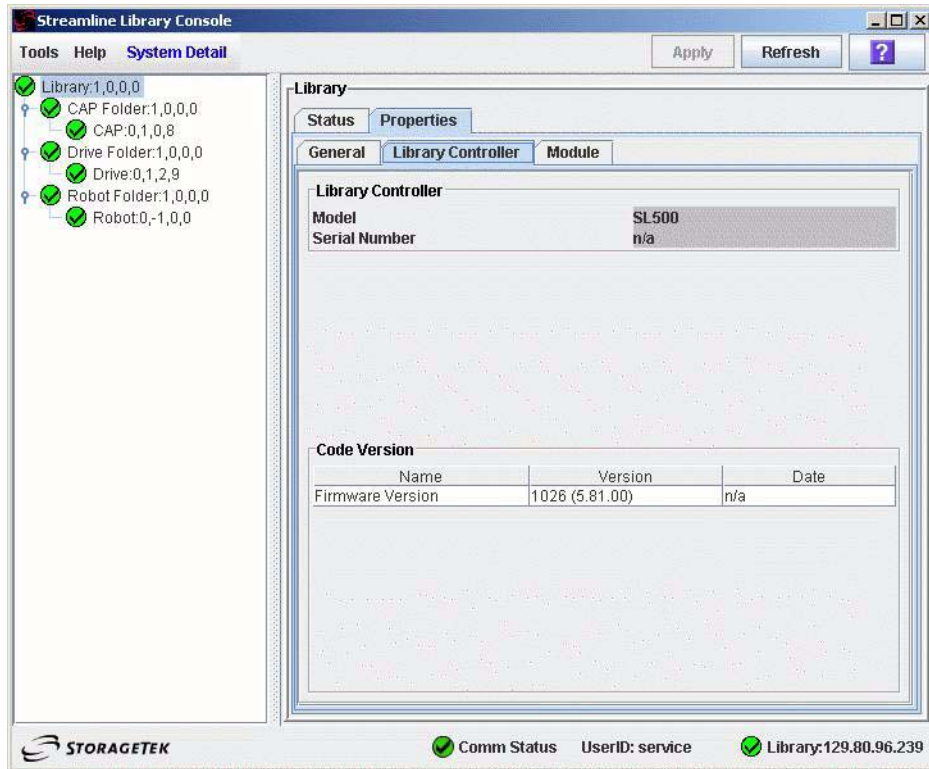 Streamline Library Console
Tools Help System Detail Apply Refresh ?
Library:1,0,0,0
CAP Folder:1,0,0,0
CAP:0,1,0,8
Drive Folder:1,0,0,0
Drive:0,1,2,9
Robot Folder:1,0,0,0
Robot:0,-1,0,0
Library
Status Properties
General Library Controller Module
Library Controller
Model SL500
Serial Number n/a
Code Version
Name Version Date
Firmware Version 1026 (5.81.00) n/a
STORAGETEK Comm Status UserID: service Library:129.80.96.239